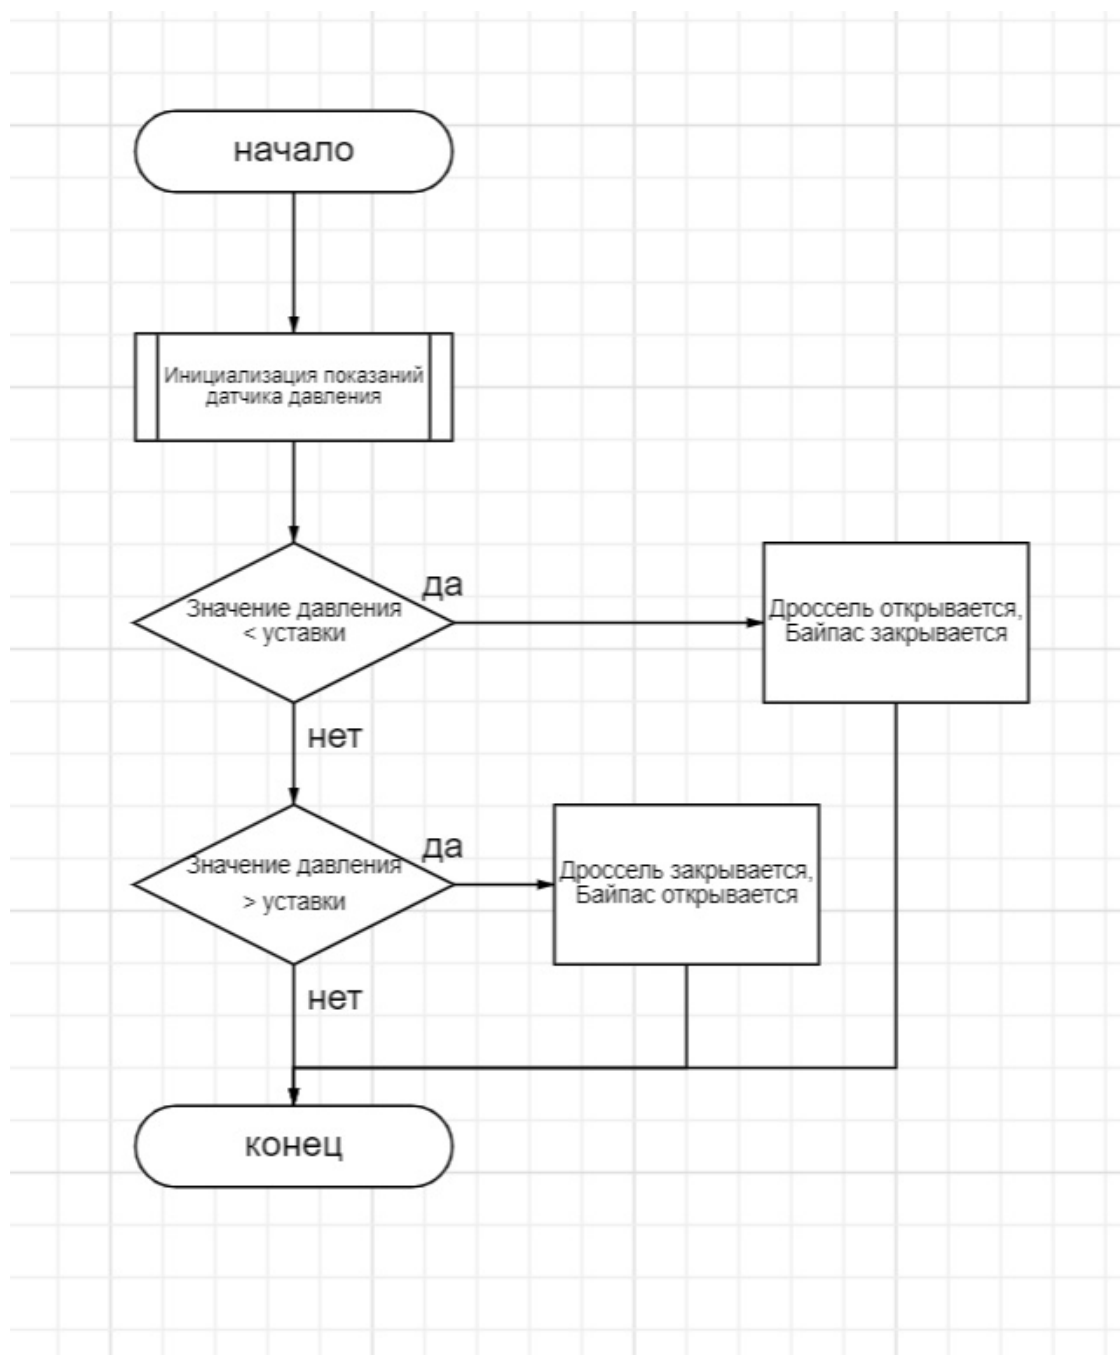 начало
Инициализация показаний
датчика давления
да
Значение давления
< уставки
Дроссель открывается,
Байпас закрывается
нет
да
Значение давления
> уставки
Дроссель закрывается,
Байпас открывается
нет
конец